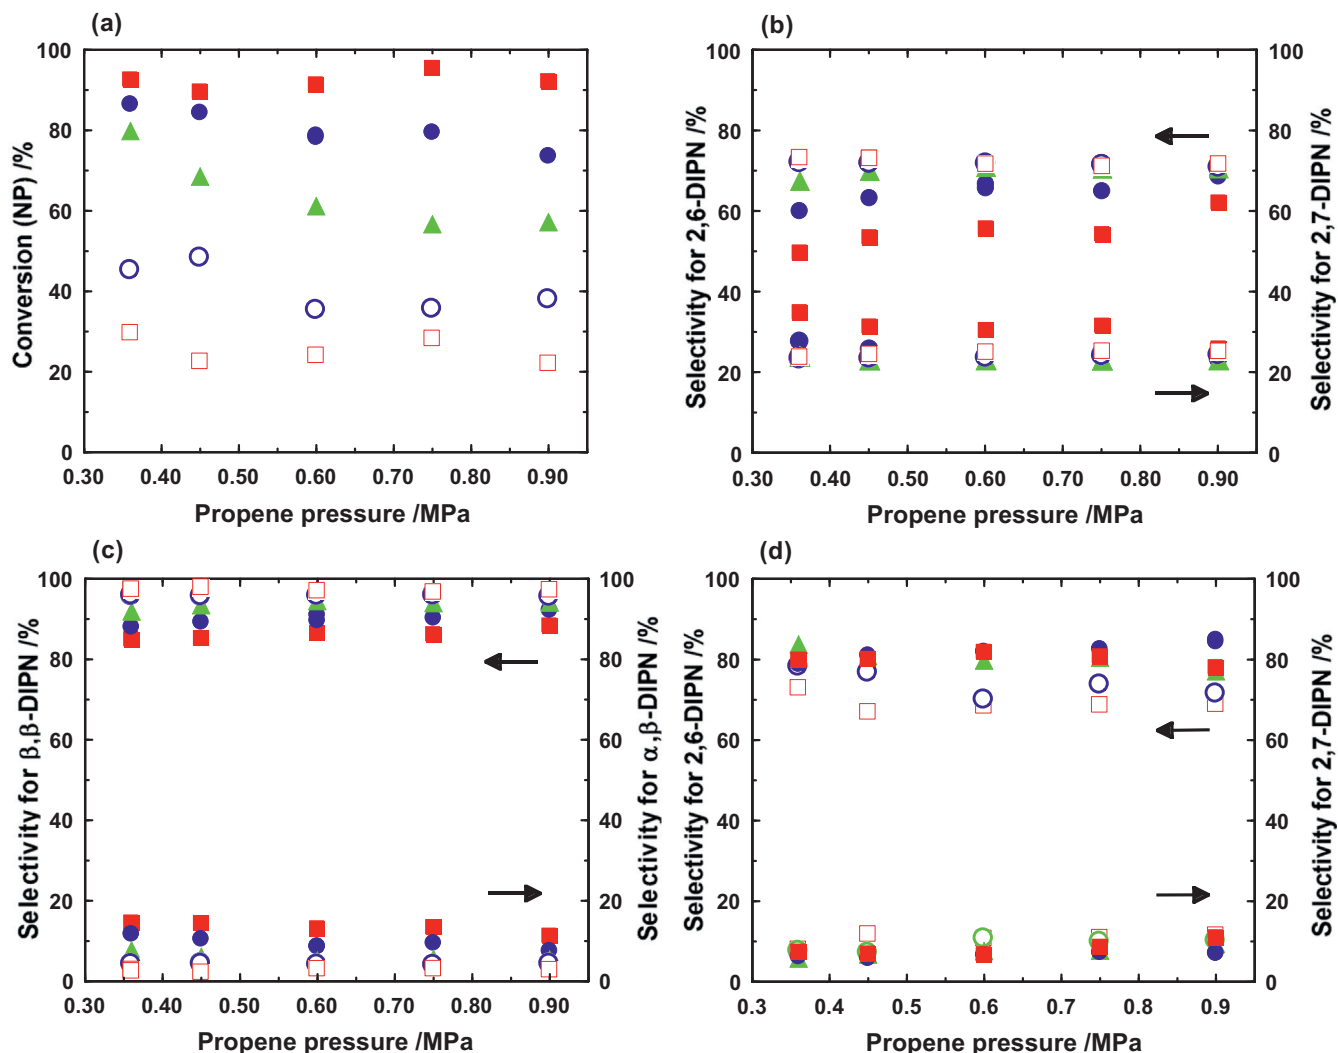 (a)
100
80
60
40
20
0
Conversion (NP) /%
0.30 0.40 0.50 0.60 0.70 0.80 0.90
Propene pressure /MPa
(b)
100
80
60
40
20
0
Selectivity for 2,6-DIPN /%
100
80
60
40
20
0
Selectivity for 2,7-DIPN /%
0.30 0.40 0.50 0.60 0.70 0.80 0.90
Propene pressure /MPa
(c)
100
80
60
40
20
0
Selectivity for β,β-DIPN /%
100
80
60
40
20
0
Selectivity for α,β-DIPN /%
0.30 0.40 0.50 0.60 0.70 0.80 0.90
Propene pressure /MPa
(d)
100
80
60
40
20
0
Selectivity for 2,6-DIPN /%
100
80
60
40
20
0
Selectivity for 2,7-DIPN /%
0.3 0.4 0.5 0.6 0.7 0.8 0.9
Propene pressure /MPa